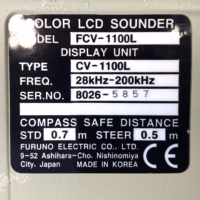 COLOR LCD SOUNDER
MODEL FCV-1100L
DISPLAY UNIT
TYPE CV-1100L
FREQ. 28kHz-200kHz
SER.NO. 8026-5857
COMPASS SAFE DISTANCE
STD 0.7 m STEER 0.5 m
FURUNO ELECTRIC CO., LTD.
9-52 Ashihara-Cho. Nishinomiya
City, Japan MADE IN KOREA
CE